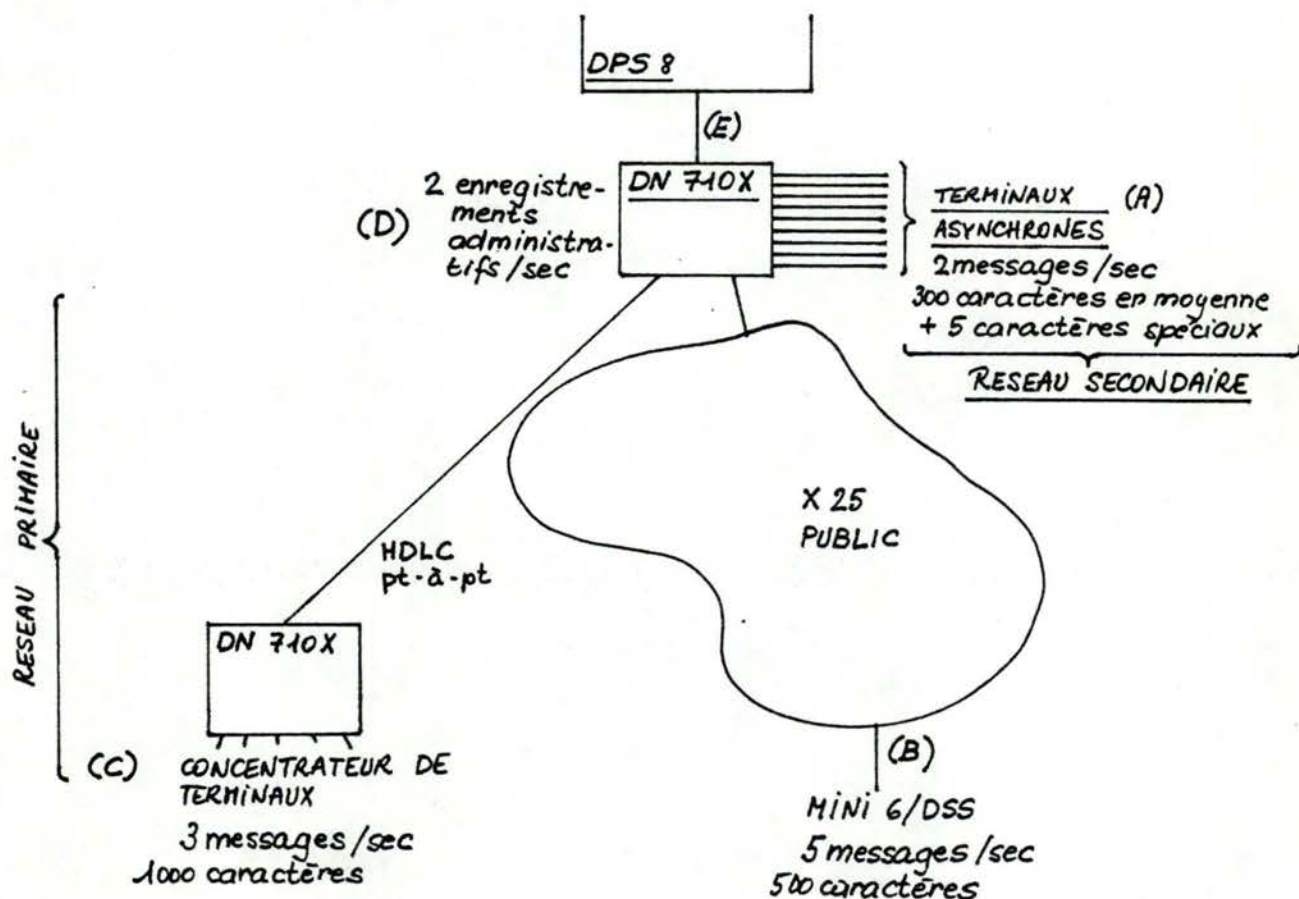 DPS 8
(E)
DN 710X
(D)
2 enregistre-
ments
administra-
tifs/sec
TERMINAUX (A)
ASYNCHRONES
2 messages/sec
300 caractères en moyenne
+ 5 caractères spéciaux
RESEAU SECONDAIRE
RESEAU PRIMAIRE
X 25
PUBLIC
HDLC
pt-à-pt
DN 710X
(C) CONCENTRATEUR DE
TERMINAUX
3 messages/sec
1000 caractères
(B)
MINI 6/DSS
5 messages/sec
500 caractères